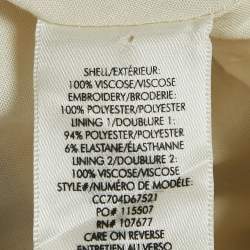 SHELL/EXTÉRIEUR:
100% VISCOSE/VISCOSE
EMBROIDERY/BRODERIE:
100% POLYESTER/POLYESTER
LINING 1/DOUBLURE 1:
94% POLYESTER/POLYESTER
6% ELASTANE/ÉLASTHANNE
LINING 2/DOUBLURE 2:
100% VISCOSE/VISCOSE
STYLE#/NUMÉRO DE MODÈLE:
CC704D67521
PO# 115507
RN# 107677
CARE ON REVERSE
ENTRETIEN AU VERSO